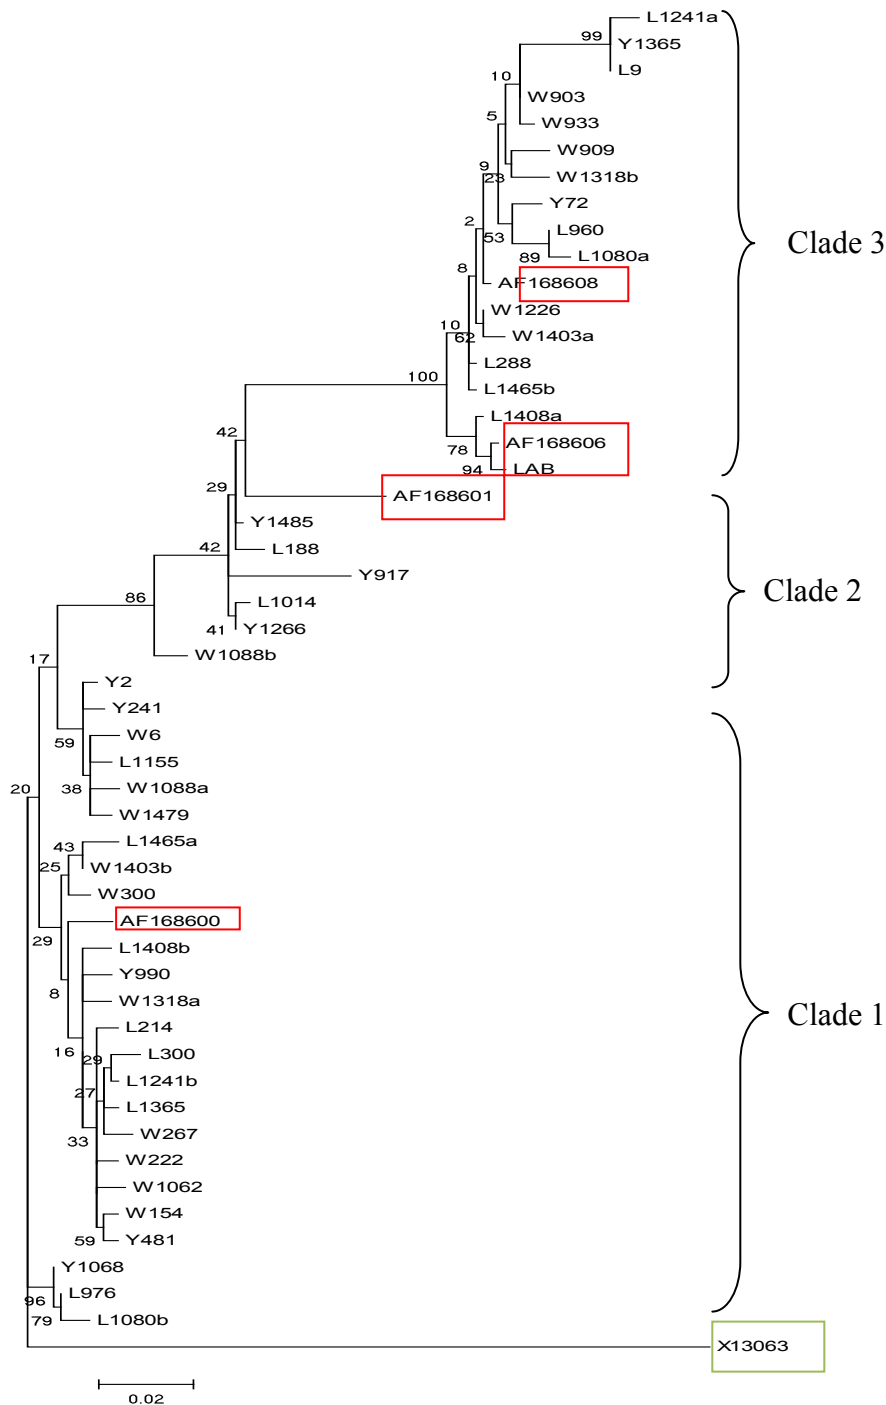 L1241a
99
Y1365
L9
10
W903
5
W933
W909
9
23
W1318b
Y72
2
53
L960
89
L1080a
Clade 3
8
AF168608
W1226
10
62
W1403a
L288
100
L1465b
L1408a
42
78
AF168606
94
LAB
29
AF168601
Y1485
42
L188
Y917
Clade 2
86
L1014
41
Y1266
17
W1088b
Y2
Y241
59
W6
L1155
20
38
W1088a
W1479
43
L1465a
25
W1403b
W300
29
AF168600
L1408b
8
Y990
W1318a
Clade 1
L214
16
29
L300
27
L1241b
L1365
33
W267
W222
W1062
W154
59
Y481
Y1068
96
L976
79
L1080b
X13063
0.02